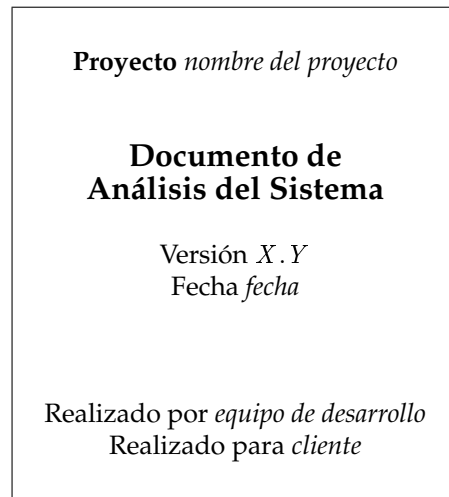 Proyecto nombre del proyecto
Documento de
Análisis del Sistema
Versión X.Y
Fecha fecha
Realizado por equipo de desarrollo
Realizado para cliente